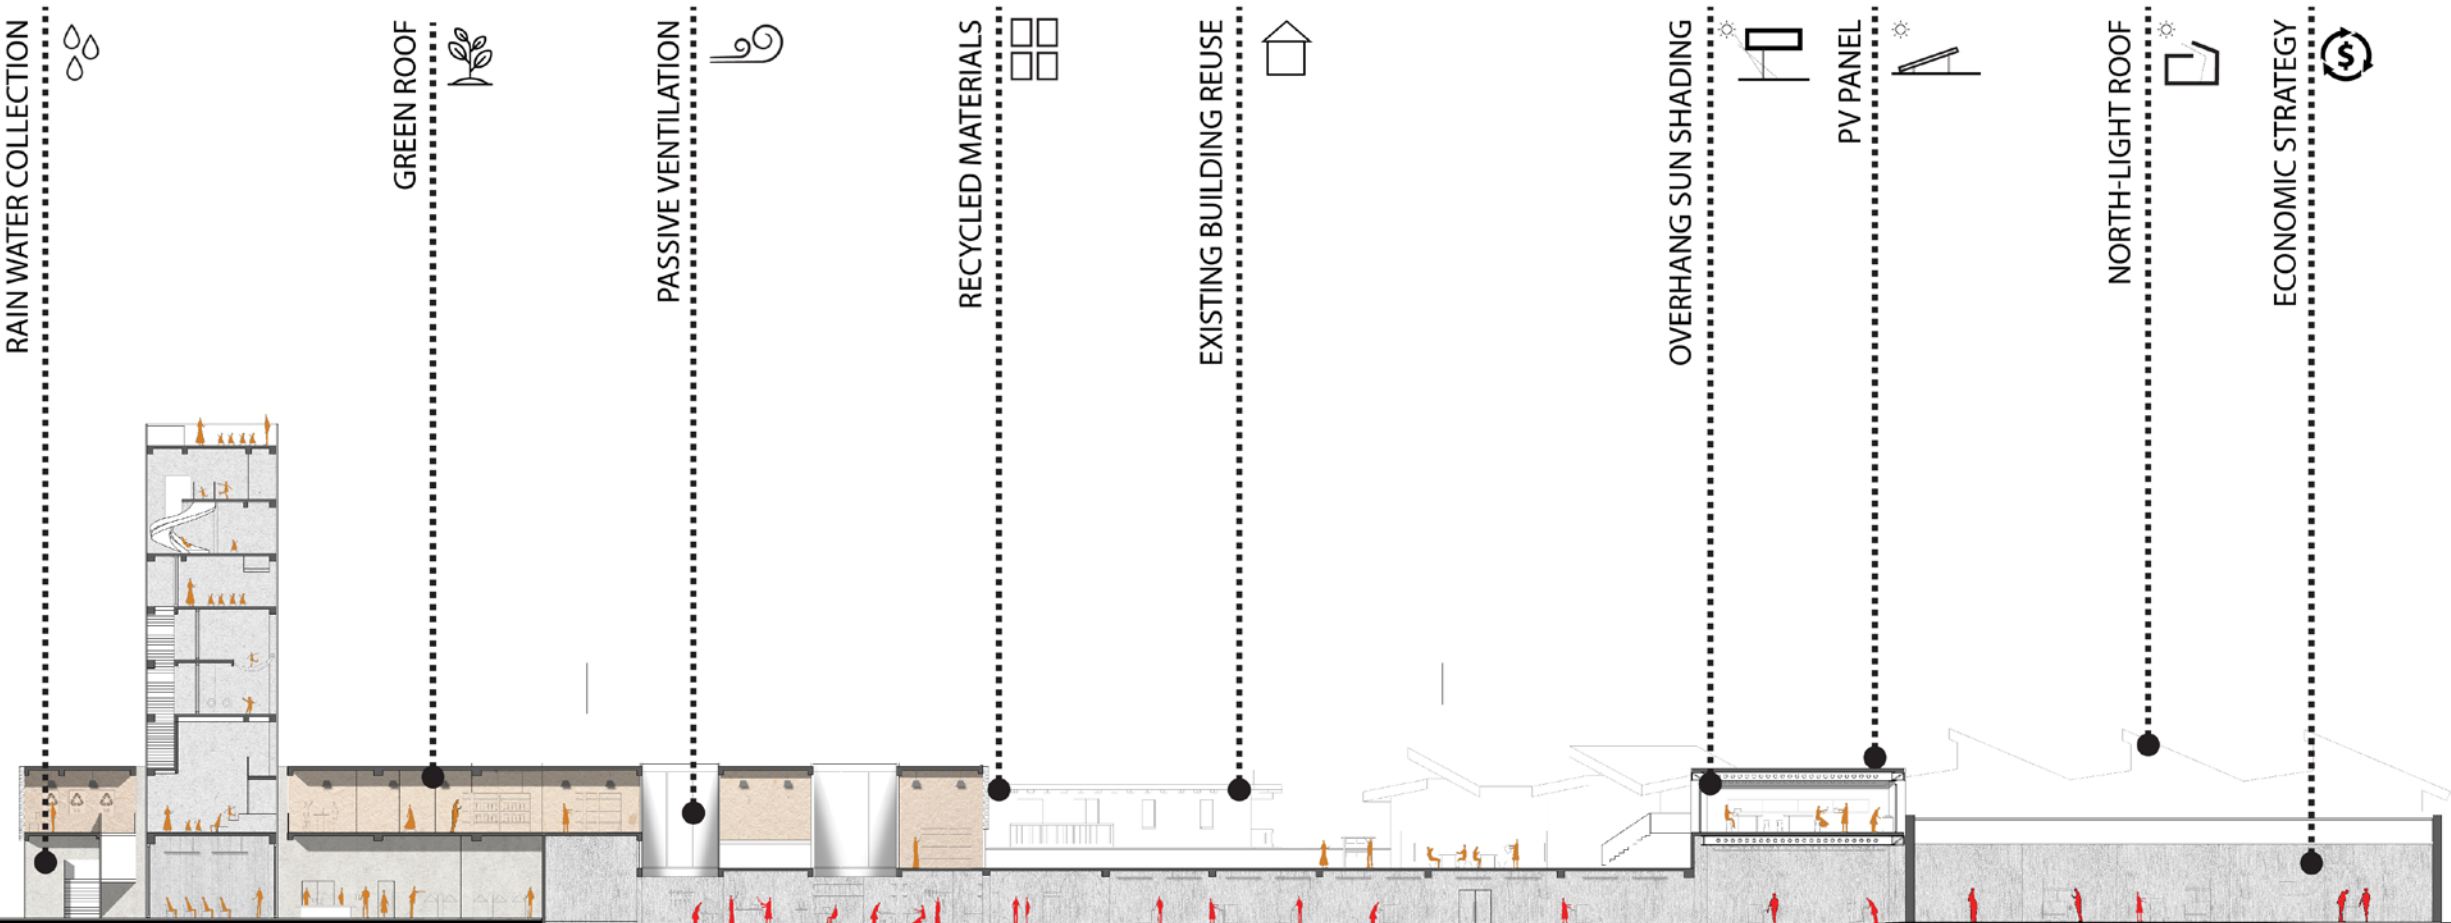 RAIN WATER COLLECTION
GREEN ROOF
PASSIVE VENTILATION
RECYCLED MATERIALS
EXISTING BUILDING REUSE
OVERHANG SUN SHADING
PV PANEL
NORTH-LIGHT ROOF
ECONOMIC STRATEGY
$